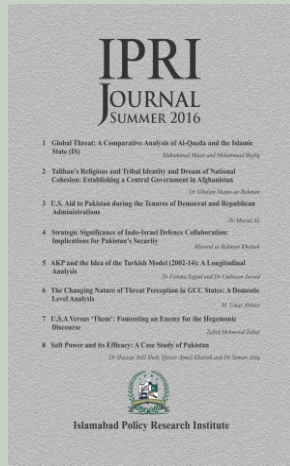 IPRI
JOURNAL
SUMMER 2016
1 Global Threat: A Comparative Analysis of Al-Qaeda and the Islamic
State (IS)
Muhammad Munir and Muhammad Shafiq
2 Taliban's Religious and Tribal Identity and Dream of National
Cohesion: Establishing a Central Government in Afghanistan
Dr Ghulam Shams-ur-Rehman
3 U.S. Aid to Pakistan during the Tenures of Democrat and Republican
Administrations
Dr Murad Ali
4 Strategic Significance of Indo-Israel Defence Collaboration:
Implications for Pakistan's Security
Masood ur Rehman Khattak
5 AKP and the Idea of the Turkish Model (2002-14): A Longitudinal
Analysis
Dr Fatima Sajjad and Dr Umbreen Javaid
6 The Changing Nature of Threat Perception in GCC States: A Domestic
Level Analysis
M. Umar Abbasi
7 U.S.A Versus 'Them': Fomenting an Enemy for the Hegemonic
Discourse
Zahid Mehmood Zahid
8 Soft Power and its Efficacy: A Case Study of Pakistan
Dr Hassan Jalil Shah, Qaiser Ajmal Khattak and Dr Saman Attiq
Islamabad Policy Research Institute